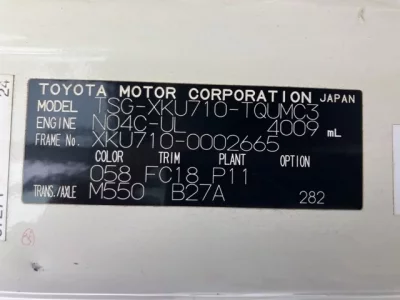 TOYOTA MOTOR CORPORATION JAPAN
MODEL TSG-XKU710-TQUMC3
ENGINE N04C-UL 4009 mL
FRAME No. XKU710-0002665
COLOR TRIM PLANT OPTION
058 FC18 P11
TRANS./AXLE M550 B27A 282